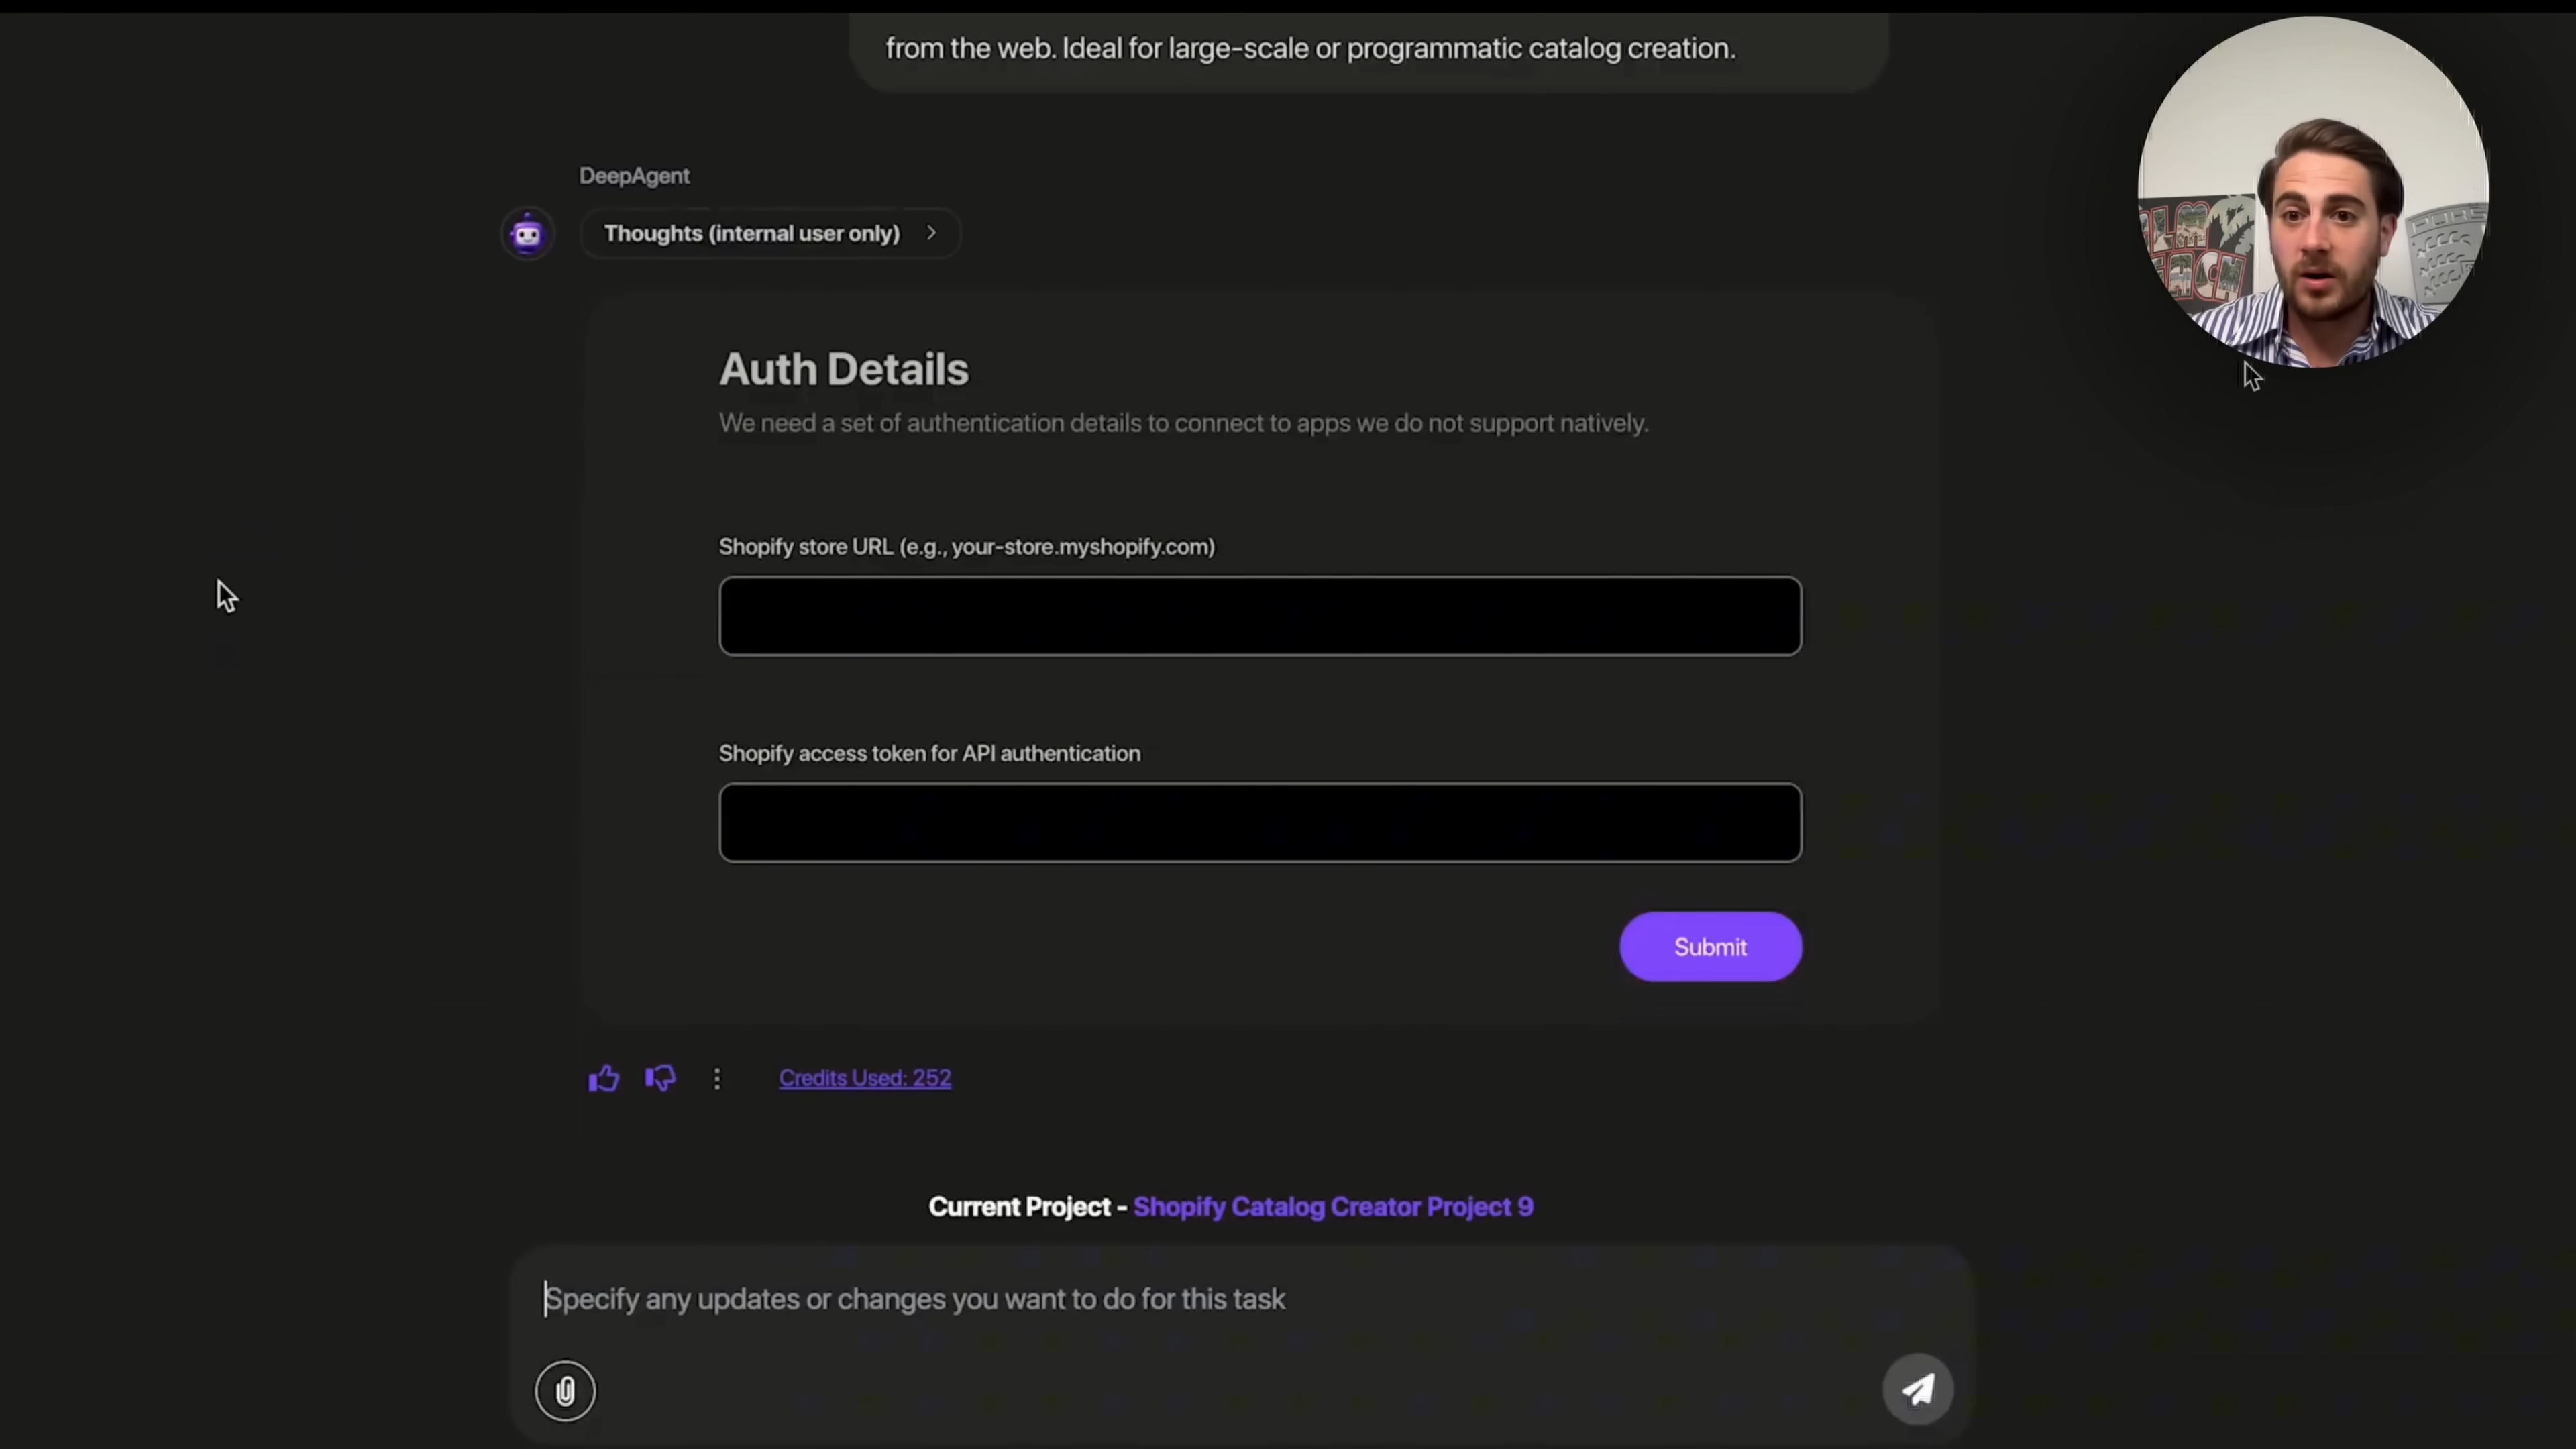 from the web. Ideal for large-scale or programmatic catalog creation.
DeepAgent
Thoughts (internal user only)
Auth Details
We need a set of authentication details to connect to apps we do not support natively.
Shopify store URL (e.g., your-store.myshopify.com)
Shopify access token for API authentication
Submit
Credits Used: 252
Current Project - Shopify Catalog Creator Project 9
Specify any updates or changes you want to do for this task